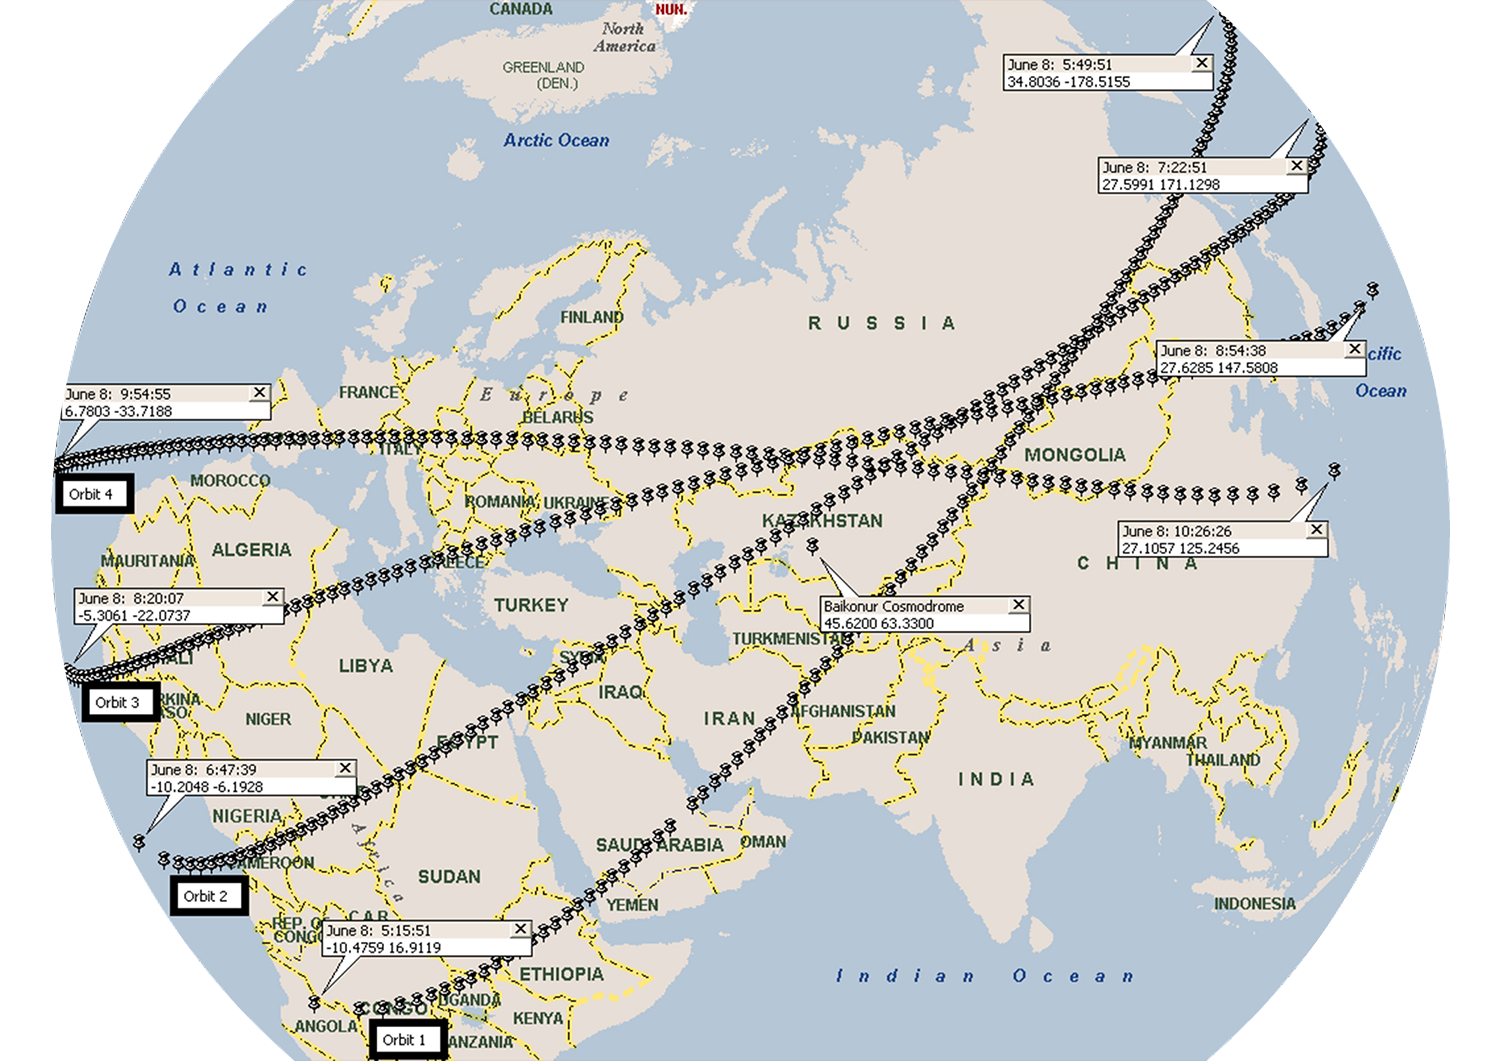 CANADA
NUN.
North
America
GREENLAND
(DEN.)
Arctic Ocean
June 8: 5:49:51
34.8036 -178.5155
June 8: 7:22:51
27.5991 171.1298
Atlantic
Ocean
FINLAND
RUSSIA
June 8: 8:54:38
27.6285 147.5808
cific
Ocean
June 8: 9:54:55
6.7803 -33.7188
FRANCE
Europe
BELARUS
ITALY
MONGOLIA
Orbit 4
MOROCCO
ROMANIA
UKRAINE
KAZAKHSTAN
June 8: 10:26:26
27.1057 125.2456
CHINA
MAURITANIA
ALGERIA
REECE
TURKEY
June 8: 8:20:07
-5.3061 -22.0737
Baikonur Cosmodrome
45.6200 63.3300
TURKMENISTA
Asia
ALI
LIBYA
SYRIA
IRAQ
Orbit 3
RKINA
SO
NIGER
IRAN
AFGHANISTAN
PAKISTAN
EGYPT
MYANMAR
THAILAND
INDIA
June 8: 6:47:39
-10.2048 -6.1928
NIGERIA
Africa
SAUDI ARABIA
OMAN
CAMEROON
SUDAN
Orbit 2
YEMEN
INDONESIA
CAR
REP. O
CONGO
June 8: 5:15:51
-10.4759 16.9119
ETHIOPIA
Indian Ocean
CONGO
UGANDA
ANGOLA
KENYA
Orbit 1
ANZANIA